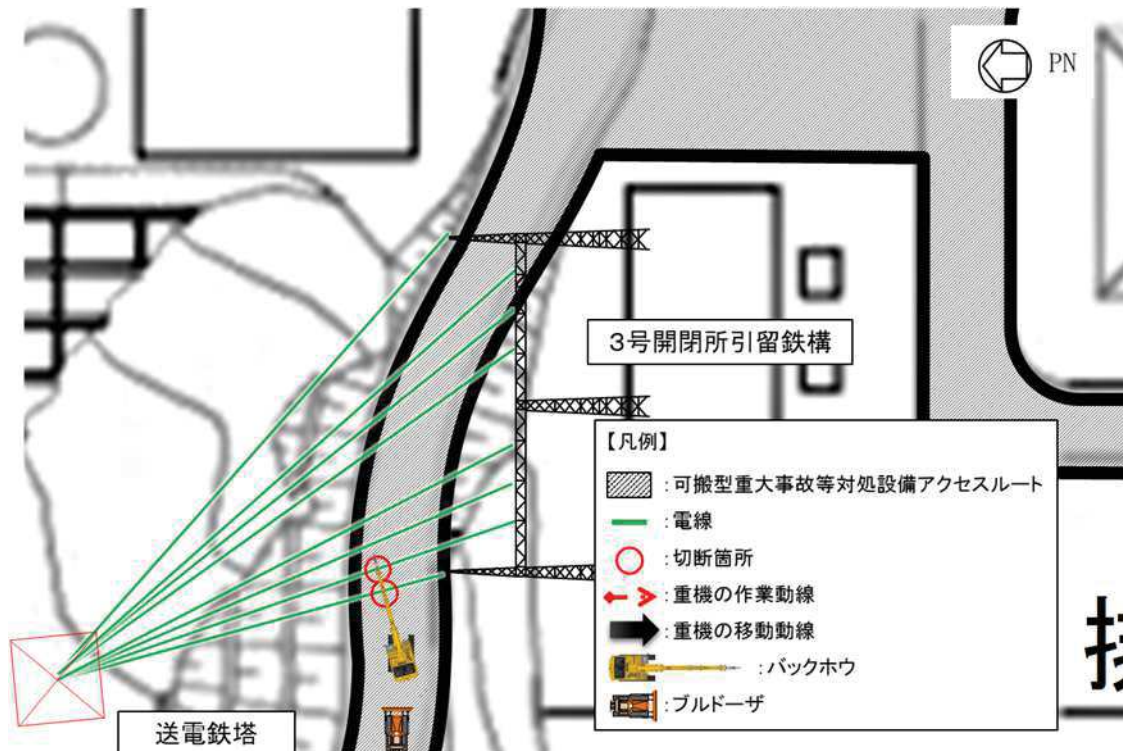 PN
3号開閉所引留鉄構
【凡例】
:可搬型重大事故等対処設備アクセスルート
:電線
:切断箇所
:重機の作業動線
:重機の移動動線
:バックホウ
:ブルドーザ
送電鉄塔